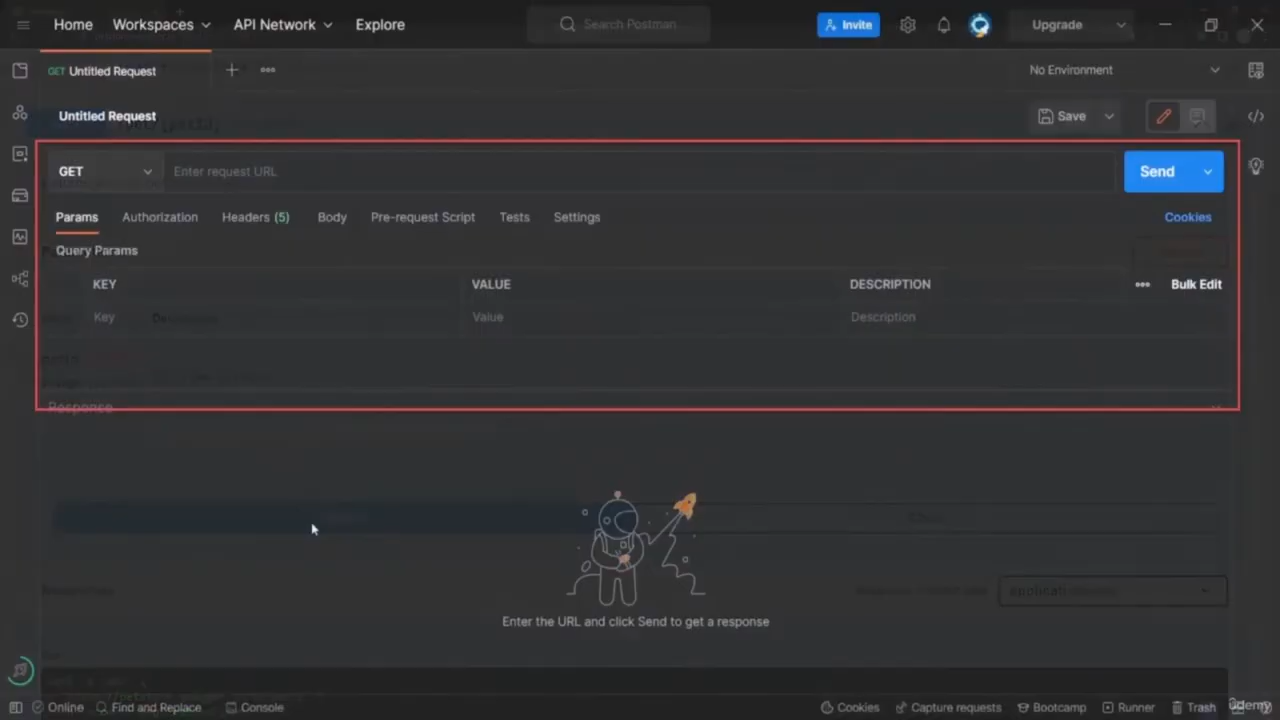 Home Workspaces API Network Explore Search Postman Invite Upgrade
GET Untitled Request No Environment
Untitled Request Save
GET Enter request URL Send
Params Authorization Headers (5) Body Pre-request Script Tests Settings Cookies
Query Params
KEY VALUE DESCRIPTION Bulk Edit
Key Value Description
Response
Enter the URL and click Send to get a response
Online Find and Replace Console Cookies Capture requests Bootcamp Runner Trash